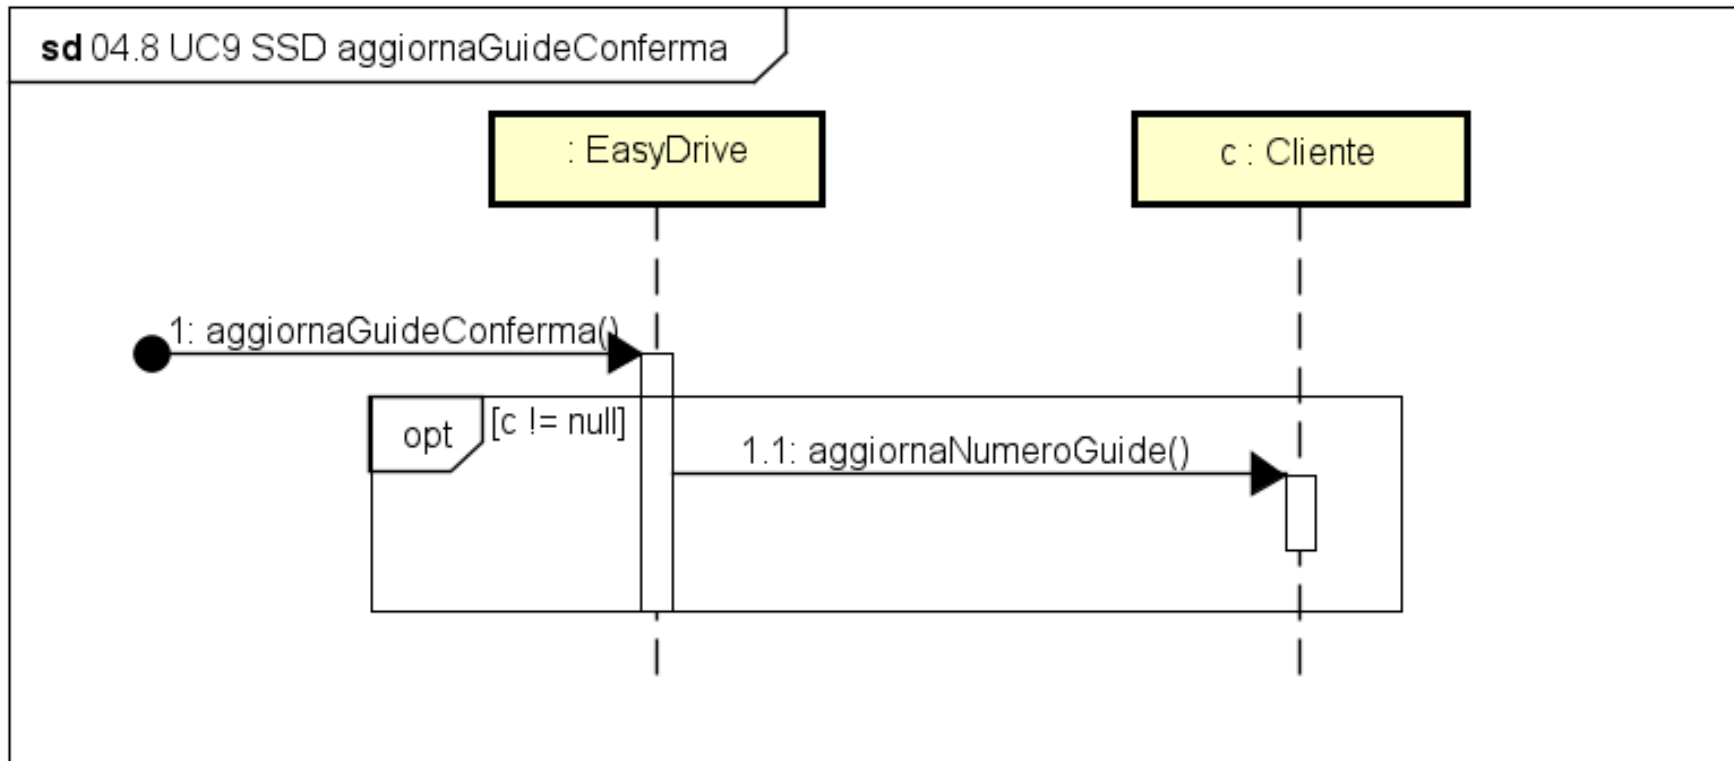 sd 04.8 UC9 SSD aggiornaGuideConferma
: EasyDrive
c : Cliente
1: aggiornaGuideConferma()
opt
[c != null]
1.1: aggiornaNumeroGuide()